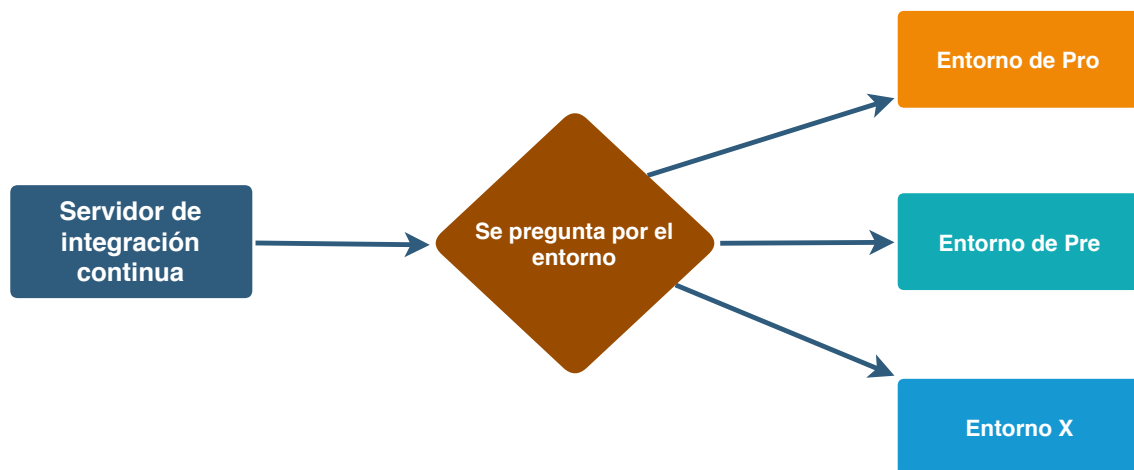 Servidor de
integración
continua
Se pregunta por el
entorno
Entorno de Pro
Entorno de Pre
Entorno X